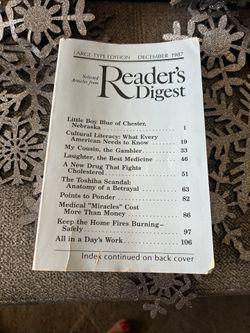 LARGE-TYPE EDITION DECEMBER 1987
Selected
Articles from
Reader's
Digest
Little Boy Blue of Chester,
Nebraska 1
Cultural Literacy: What Every
American Needs to Know 19
My Cousin, the Gambler 33
Laughter, the Best Medicine 46
A New Drug That Fights
Cholesterol 51
The Toshiba Scandal:
Anatomy of a Betrayal 63
Points to Ponder 82
Medical "Miracles" Cost
More Than Money 86
Keep the Home Fires Burning—
Safely 97
All in a Day's Work 106
Index continued on back cover